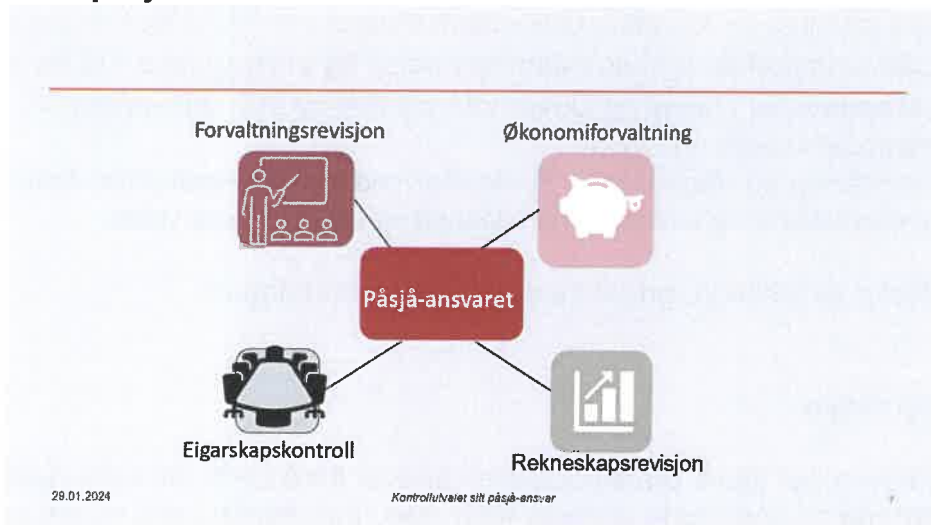 Forvaltningsrevisjon
Økonomiforvaltning
Påsjå-ansvaret
Eigarskapskontroll
Rekneskapsrevisjon
29.01.2024
Kontrollutvalet sitt påsjå-ansvar